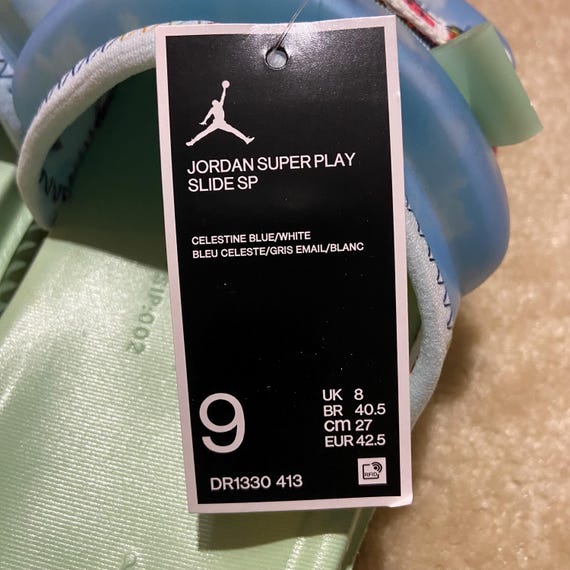 JORDAN SUPER PLAY
SLIDE SP
CELESTINE BLUE/WHITE
BLEU CELESTE/GRIS EMAIL/BLANC
9
UK 8
BR 40.5
cm 27
EUR 42.5
DR1330 413
RFID